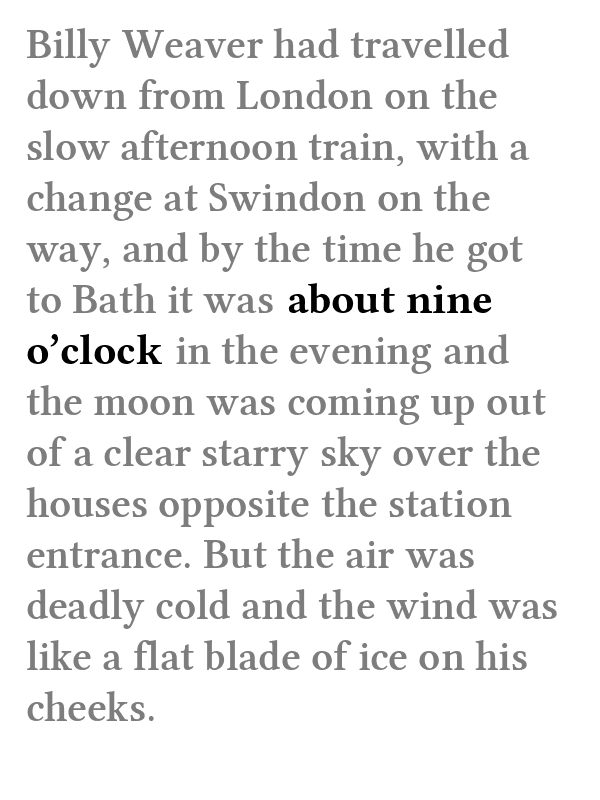 Billy Weaver had travelled
down from London on the
slow afternoon train, with a
change at Swindon on the
way, and by the time he got
to Bath it was about nine
o’clock in the evening and
the moon was coming up out
of a clear starry sky over the
houses opposite the station
entrance. But the air was
deadly cold and the wind was
like a flat blade of ice on his
cheeks.